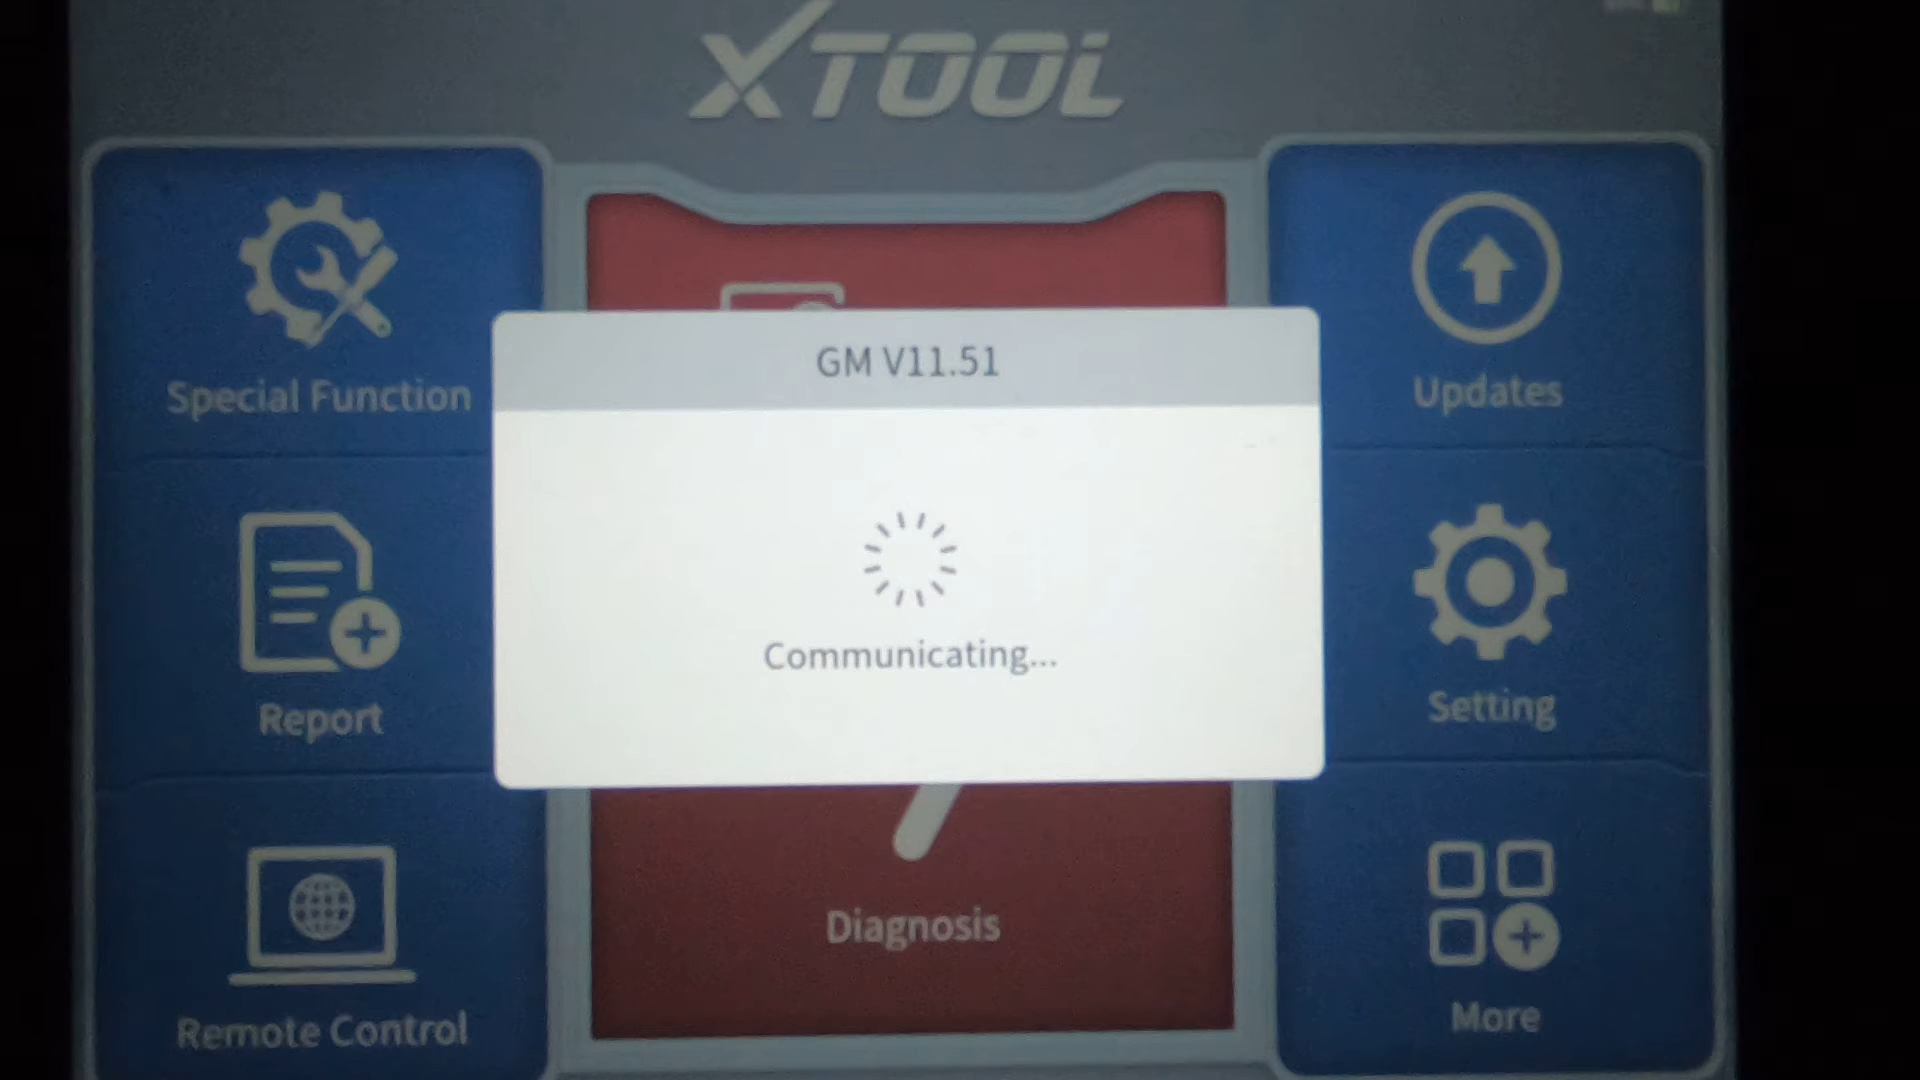 XTOOL
Special Function
Updates
GM V11.51
Communicating...
Report
Setting
Diagnosis
Remote Control
More